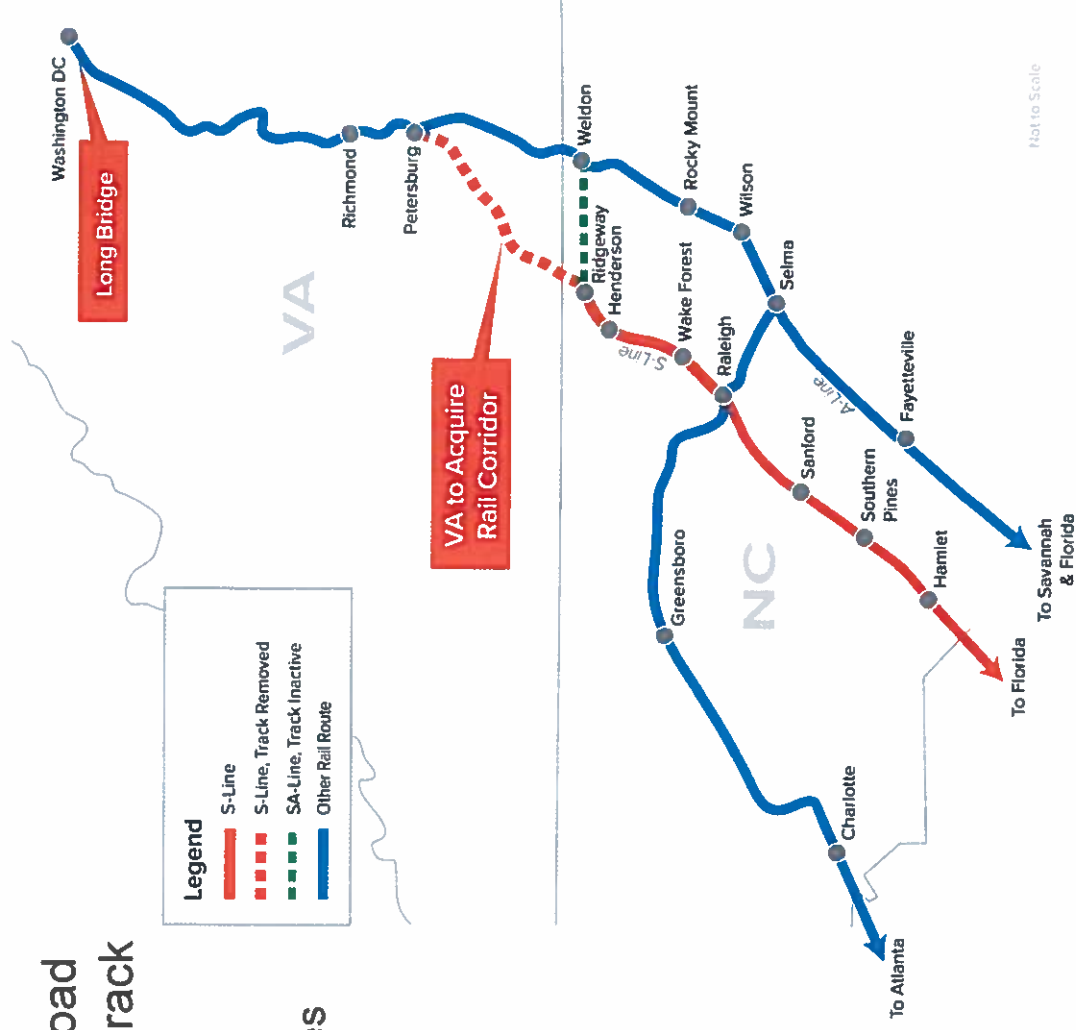 oad
rack
es
Legend
S-Line
S-Line, Track Removed
SA-Line, Track Inactive
Other Rail Route
Washington DC
Long Bridge
VA
Richmond
Petersburg
VA to Acquire
Rail Corridor
Weldon
Ridgeway
Henderson
Rocky Mount
Wilson
Wake Forest
S-Line
Raleigh
Selma
Greensboro
A-Line
Sanford
Fayetteville
NC
Southern
Pines
Charlotte
Hamlet
To Atlanta
To Florida
To Savannah
& Florida
Not to Scale